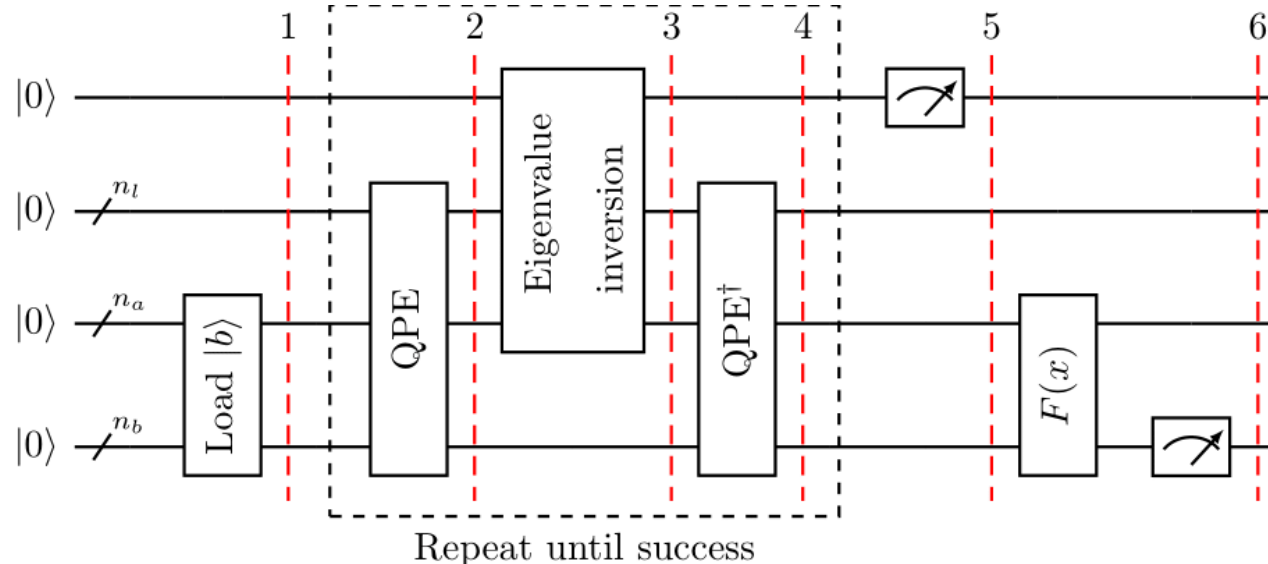 1 2 3 4 5 6
|0⟩
|0⟩ n_l
|0⟩ n_a
|0⟩ n_b
Load |b⟩
QPE
Eigenvalue
inversion
QPE†
F(x)
Repeat until success